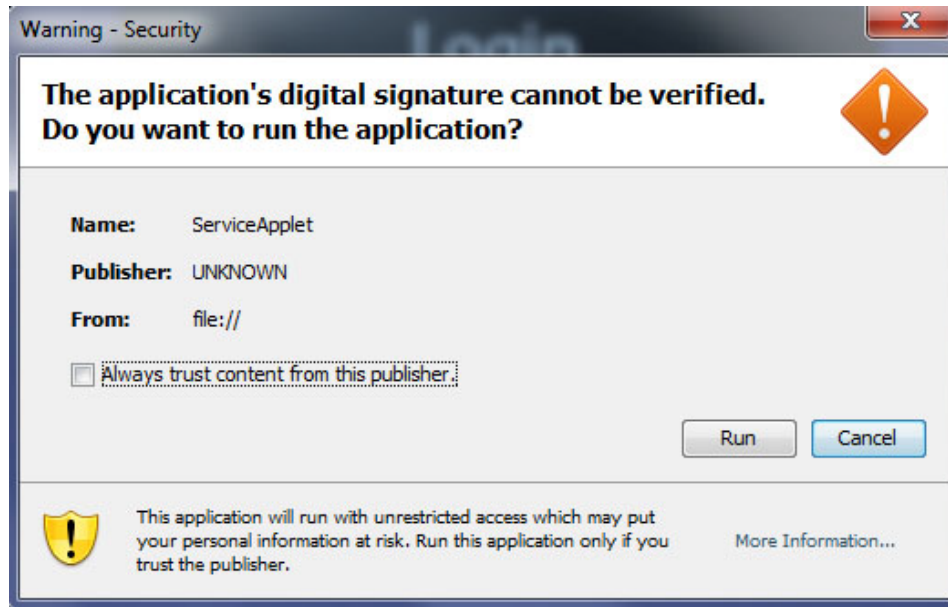 Login
Warning - Security
The application's digital signature cannot be verified.
Do you want to run the application?
Name: ServiceApplet
Publisher: UNKNOWN
From: file://
Always trust content from this publisher.
Run Cancel
This application will run with unrestricted access which may put
your personal information at risk. Run this application only if you
trust the publisher.
More Information...